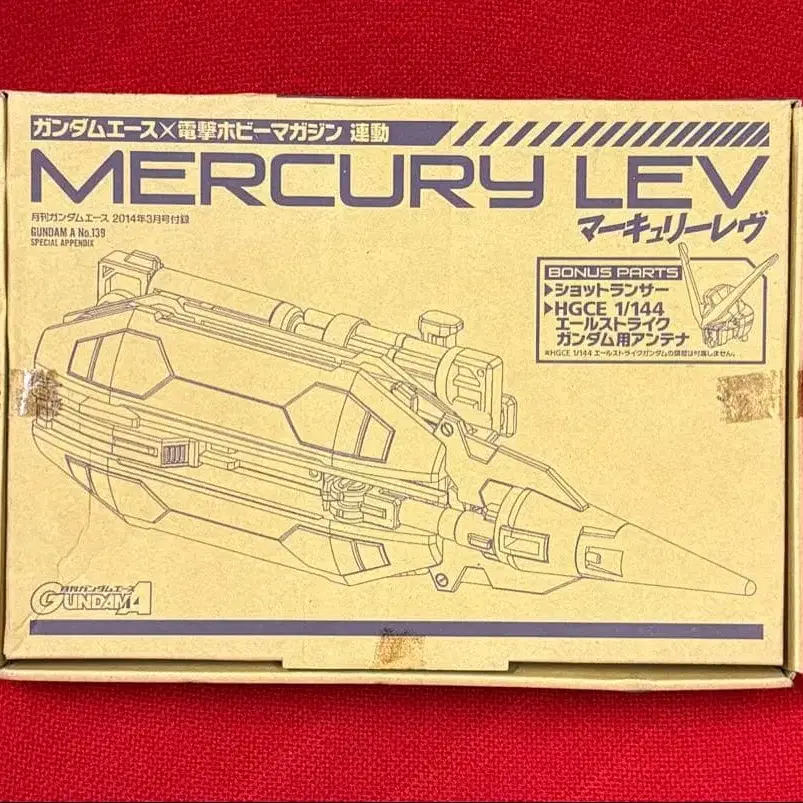 ガンダムエース×電撃ホビーマガジン 連動
MERCURY LEV
マーキュリーレヴ
月刊ガンダムエース 2014年3月号付録
GUNDAM A No.139
SPECIAL APPENDIX
BONUS PARTS
▶ショットランサー
▶HGCE 1/144
エールストライク
ガンダム用アンテナ
※HGCE 1/144 エールストライクガンダムの頭部は付属しません。
月刊ガンダムエース
GUNDAM A